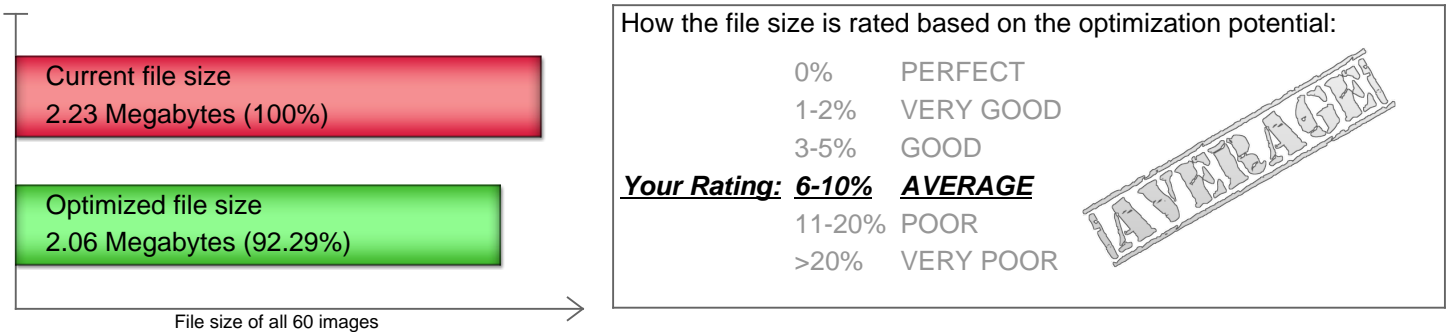 Current file size
2.23 Megabytes (100%)
Optimized file size
2.06 Megabytes (92.29%)
File size of all 60 images
How the file size is rated based on the optimization potential:
0% PERFECT
1-2% VERY GOOD
3-5% GOOD
Your Rating: 6-10% AVERAGE
11-20% POOR
>20% VERY POOR
AVERAGE